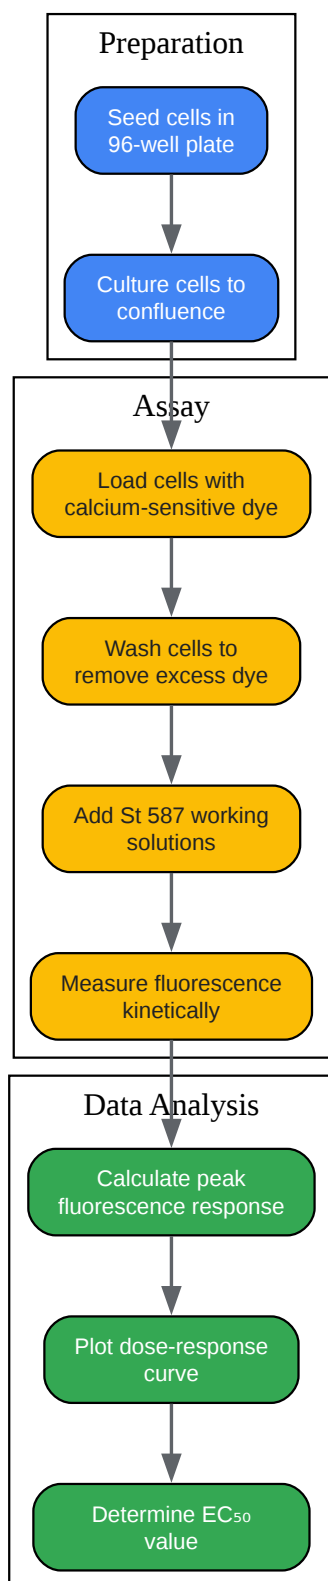 Preparation
Seed cells in
96-well plate
Culture cells to
confluence
Assay
Load cells with
calcium-sensitive dye
Wash cells to
remove excess dye
Add St 587 working
solutions
Measure fluorescence
kinetically
Data Analysis
Calculate peak
fluorescence response
Plot dose-response
curve
Determine EC₅₀
value